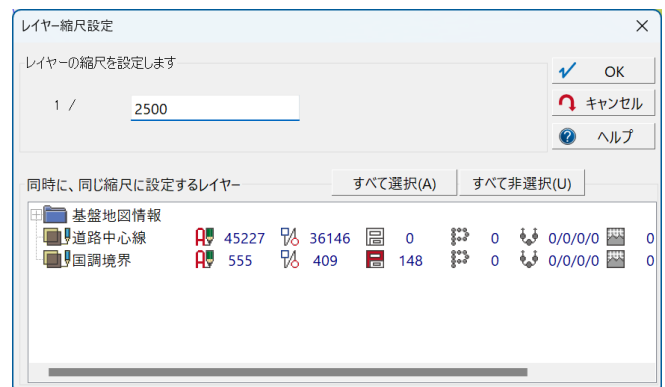 レイヤー縮尺設定
レイヤーの縮尺を設定します
1 / 2500
OK
キャンセル
ヘルプ
同時に、同じ縮尺に設定するレイヤー すべて選択(A) すべて非選択(U)
基盤地図情報
道路中心線 45227 36146 0 0 0/0/0/0 0
国調境界 555 409 148 0 0/0/0/0 0